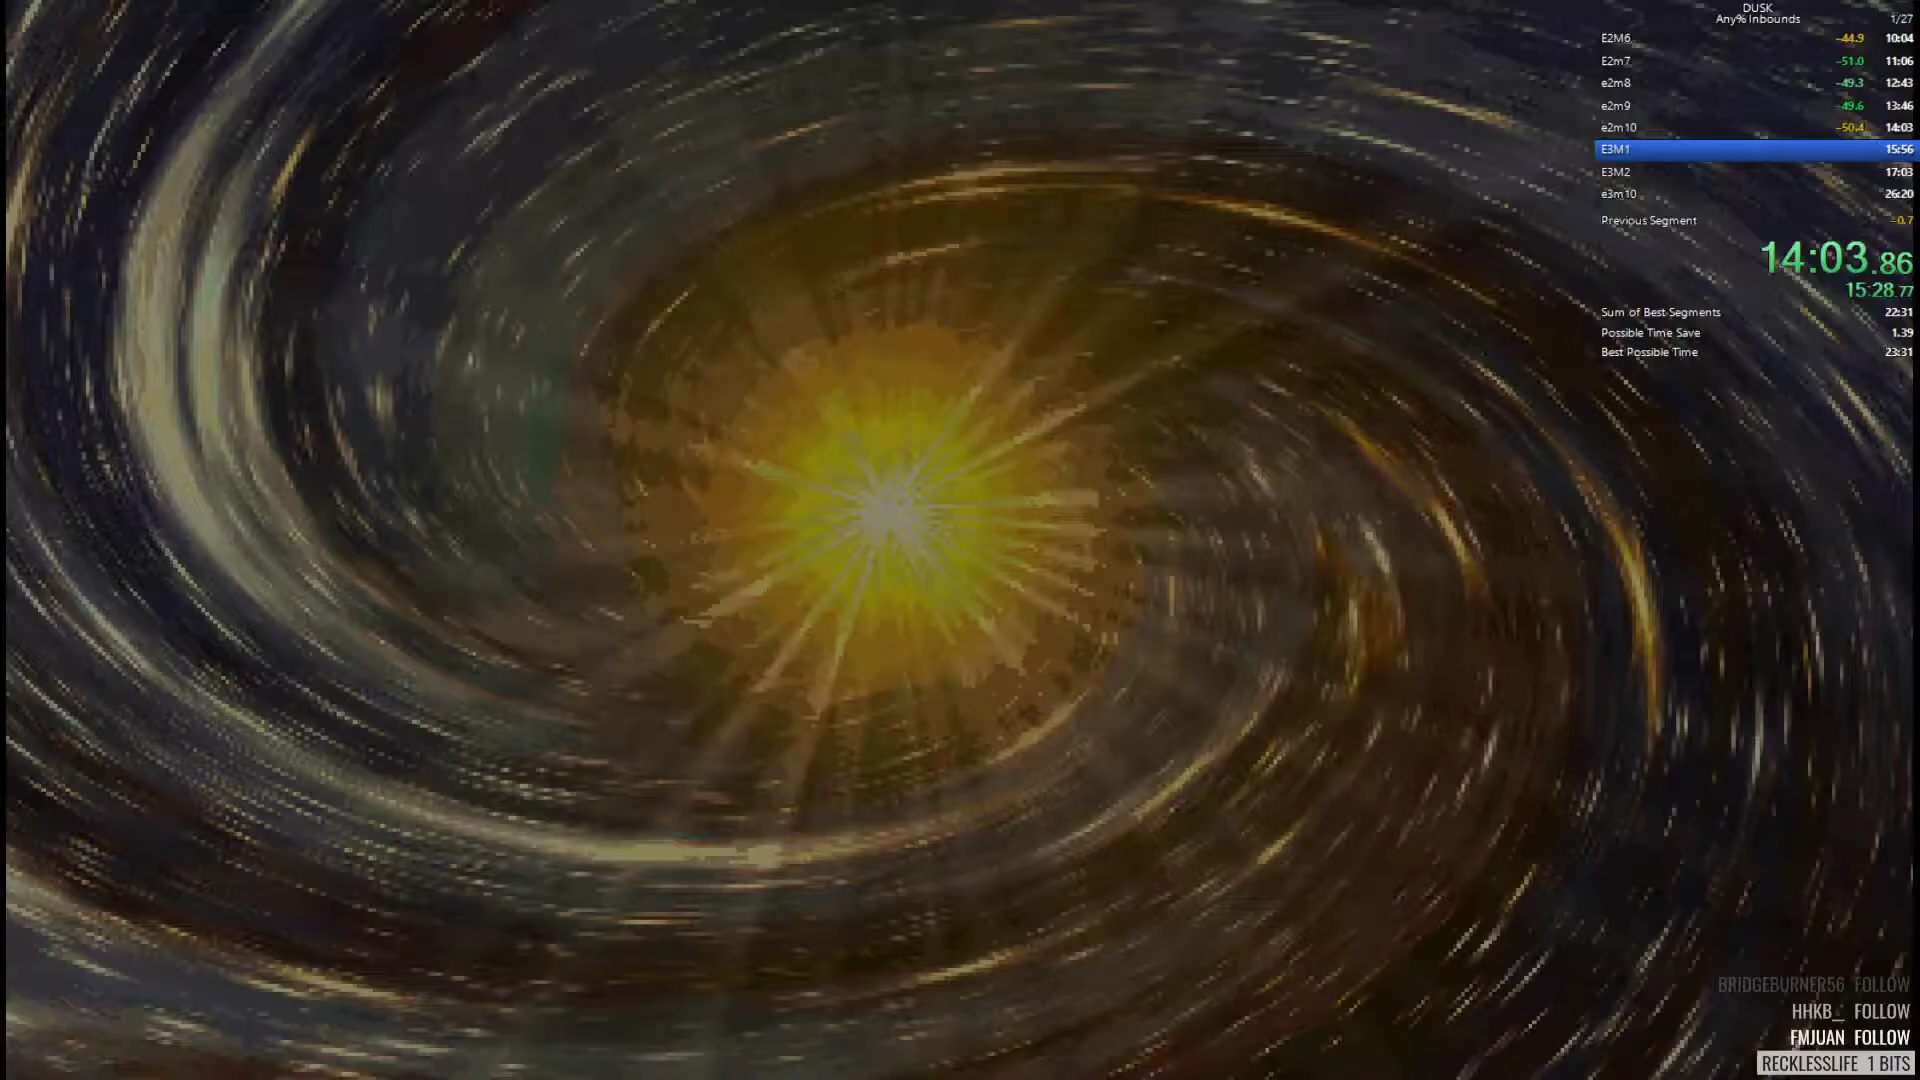 DUSK
Any% Inbounds 1/27
E2M6 -44.9 10:04
E2m7 -51.0 11:06
e2m8 -49.3 12:43
e2m9 -49.6 13:46
e2m10 -50.4 14:03
E3M1 15:56
E3M2 17:03
e3m10 26:20
Previous Segment -0.7
14:03.86
15:28.77
Sum of Best Segments 22:31
Possible Time Save 1.39
Best Possible Time 23:31
BRIDGEBURNER56 FOLLOW
HHKB_ FOLLOW
FMJUAN FOLLOW
RECKLESSLIFE 1 BITS